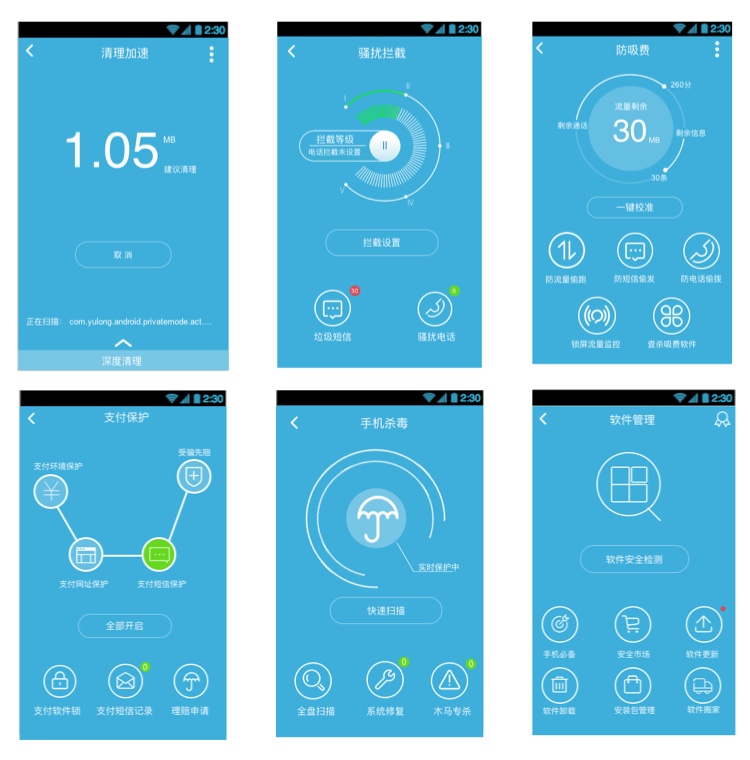 2:30
清理加速
1.05 MB
建议清理
取消
正在扫描: com.yulong.android.privatemode.act....
深度清理
2:30
骚扰拦截
I
II
III
IV
V
拦截等级
电话拦截未设置
II
拦截设置
30
0
垃圾短信
骚扰电话
2:30
防吸费
260分
流量剩余
剩余通话
30 MB
剩余信息
30条
一键校准
防流量偷跑
防短信偷发
防电话偷拨
锁屏流量监控
查杀吸费软件
2:30
支付保护
受骗先赔
支付环境保护
支付网址保护
支付短信保护
全部开启
0
支付软件锁
支付短信记录
理赔申请
2:30
手机杀毒
实时保护中
快速扫描
0
0
全盘扫描
系统修复
木马专杀
2:30
软件管理
软件安全检测
手机必备
安全市场
软件更新
软件卸载
安装包管理
软件搬家